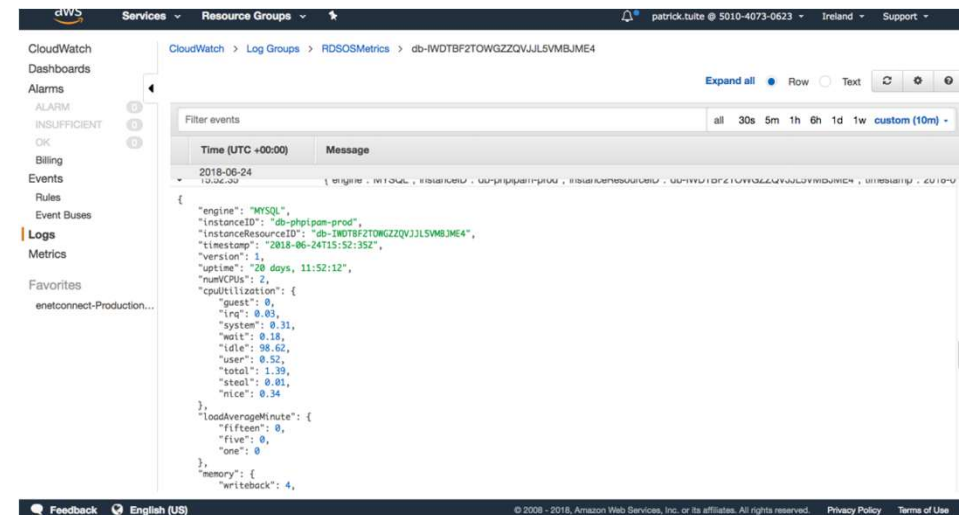 aws
Services
Resource Groups
patrick.tuite @ 5010-4073-0623
Ireland
Support
CloudWatch
Dashboards
Alarms
ALARM 0
INSUFFICIENT 0
OK 0
Billing
Events
Rules
Event Buses
Logs
Metrics
Favorites
enetconnect-Production...
CloudWatch > Log Groups > RDSOSMetrics > db-IWDTBF2TOWGZZQVJJL5VMBJME4
Expand all Row Text
Filter events
all 30s 5m 1h 6h 1d 1w custom (10m)
Time (UTC +00:00) Message
2018-06-24
15:52:35
{
"engine": "MYSQL",
"instanceID": "db-phpipam-prod",
"instanceResourceID": "db-IWDTBF2TOWGZZQVJJL5VMBJME4",
"timestamp": "2018-06-24T15:52:35Z",
"version": 1,
"uptime": "20 days, 11:52:12",
"numVCPUs": 2,
"cpuUtilization": {
"guest": 0,
"irq": 0.03,
"system": 0.31,
"wait": 0.18,
"idle": 98.62,
"user": 0.52,
"total": 1.39,
"steal": 0.01,
"nice": 0.34
},
"loadAverageMinute": {
"fifteen": 0,
"five": 0,
"one": 0
},
"memory": {
"writeback": 4,
Feedback English (US)
© 2008 - 2018, Amazon Web Services, Inc. or its affiliates. All rights reserved. Privacy Policy Terms of Use